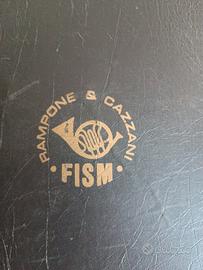 RAMPONE & CAZZANI
• FISM •